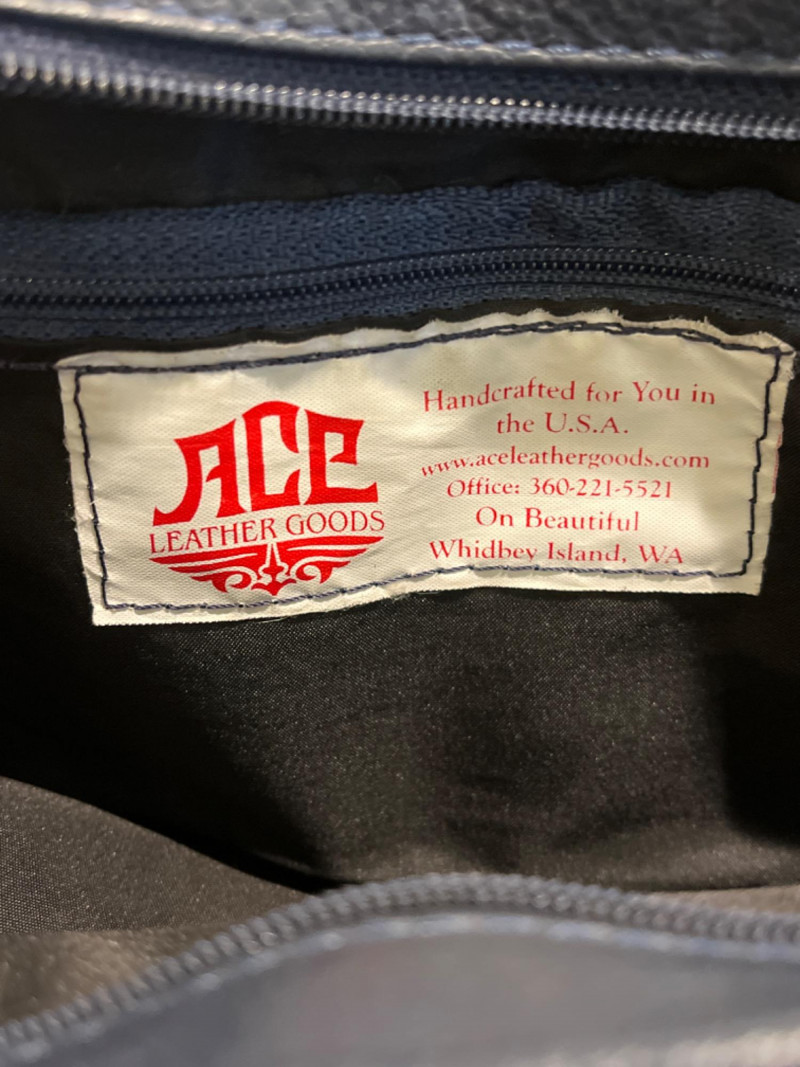 ACE
LEATHER GOODS
Handcrafted for You in
the U.S.A.
www.aceleathergoods.com
Office: 360-221-5521
On Beautiful
Whidbey Island, WA